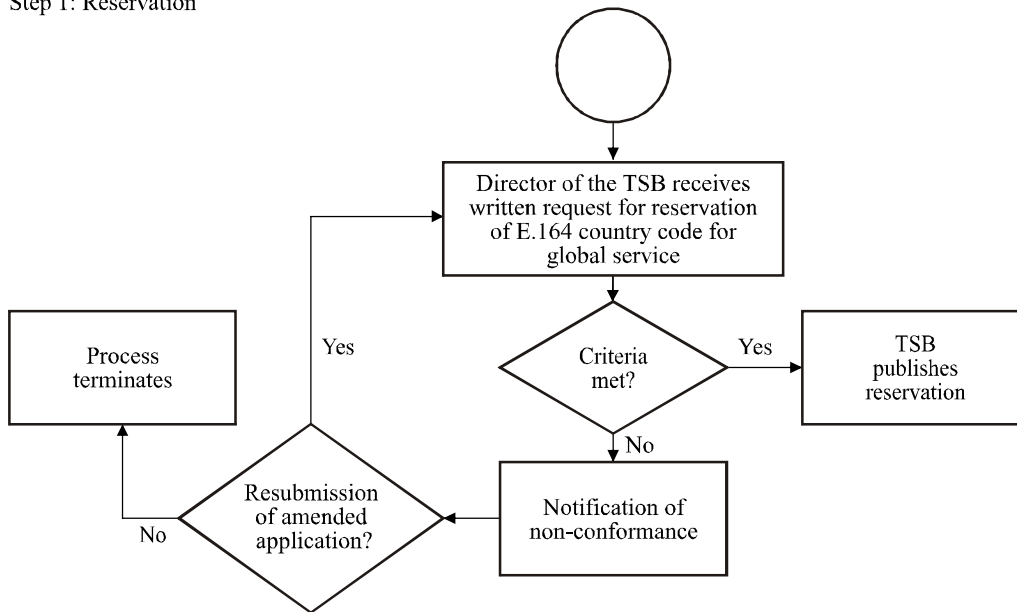 Step 1: Reservation
Director of the TSB receives
written request for reservation
of E.164 country code for
global service
Process
terminates
Yes
Criteria
met?
Yes
TSB
publishes
reservation
No
Resubmission
of amended
application?
No
Notification of
non-conformance